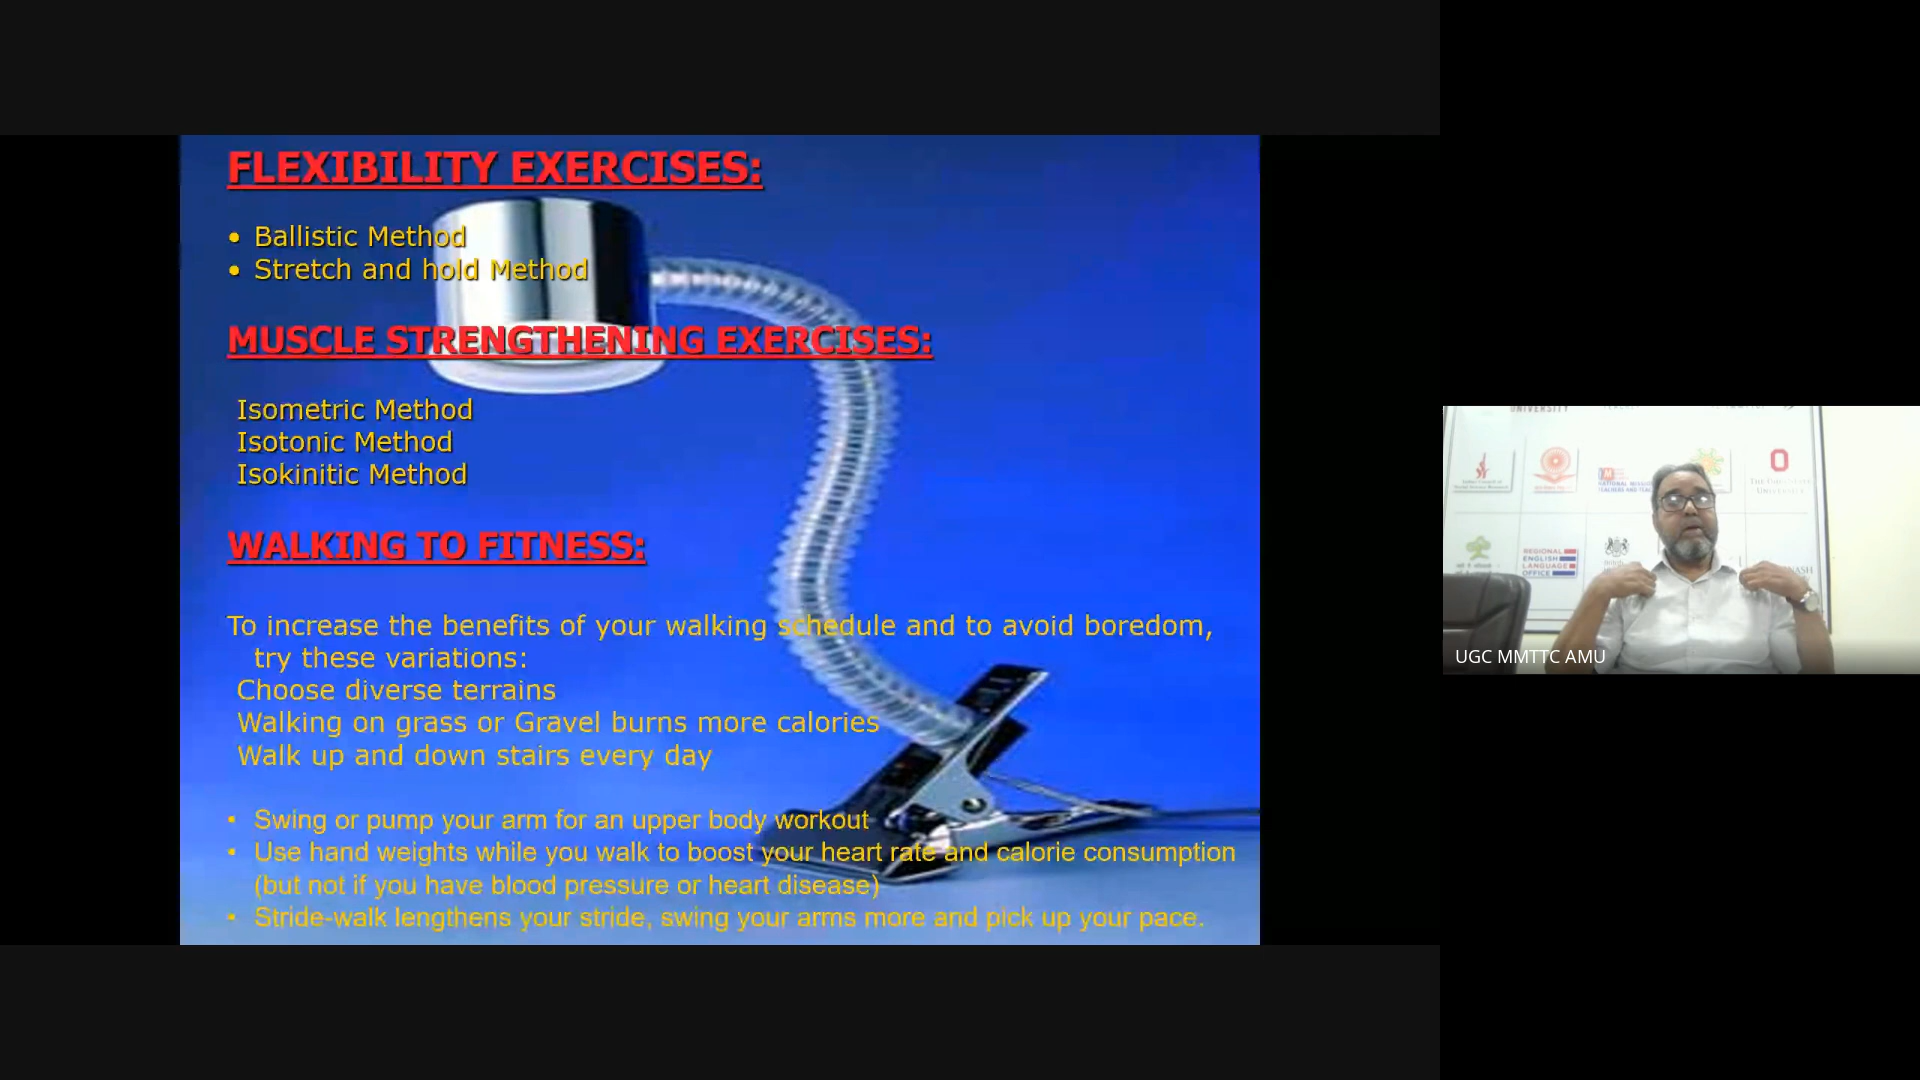 FLEXIBILITY EXERCISES:
• Ballistic Method
• Stretch and hold Method
MUSCLE STRENGTHENING EXERCISES:
Isometric Method
Isotonic Method
Isokinitic Method
WALKING TO FITNESS:
To increase the benefits of your walking schedule and to avoid boredom,
try these variations:
Choose diverse terrains
Walking on grass or Gravel burns more calories
Walk up and down stairs every day
• Swing or pump your arm for an upper body workout
• Use hand weights while you walk to boost your heart rate and calorie consumption
(but not if you have blood pressure or heart disease)
• Stride-walk lengthens your stride, swing your arms more and pick up your pace.
UNIVERSITY
REGIONAL
ENGLISH
LANGUAGE
OFFICE
UGC MMTTC AMU